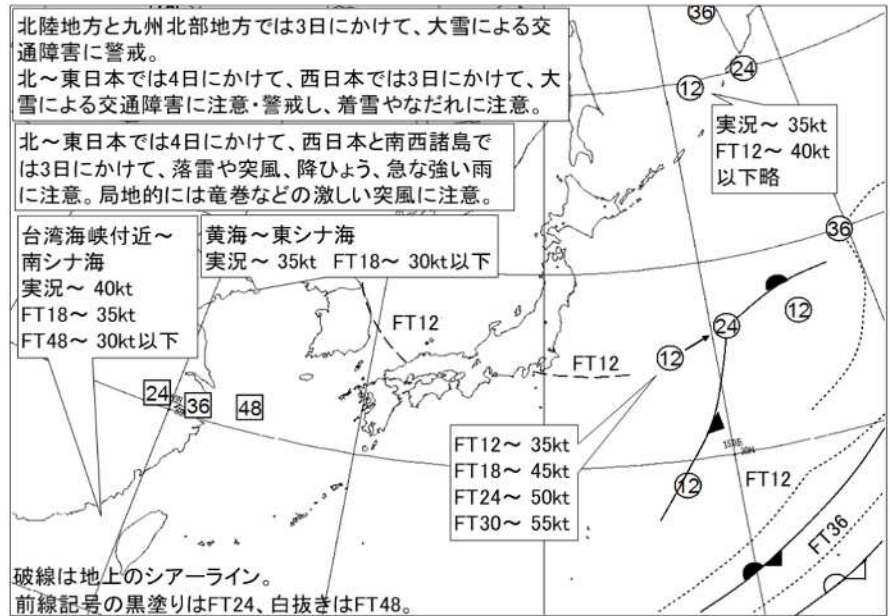 北陸地方と九州北部地方では3日にかけて、大雪による交
通障害に警戒。
北～東日本では4日にかけて、西日本では3日にかけて、大
雪による交通障害に注意・警戒し、着雪やなだれに注意。
北～東日本では4日にかけて、西日本と南西諸島で
は3日にかけて、落雷や突風、降ひょう、急な強い雨
に注意。局地的には竜巻などの激しい突風に注意。
台湾海峡付近～
南シナ海
実況～ 40kt
FT18～ 35kt
FT48～ 30kt以下
黄海～東シナ海
実況～ 35kt FT18～ 30kt以下
36
24
12
実況～ 35kt
FT12～ 40kt
以下略
36
12
24
12
FT12
FT12
24
36
48
FT12～ 35kt
FT18～ 45kt
FT24～ 50kt
FT30～ 55kt
12
FT12
FT36
破線は地上のシアーライン。
前線記号の黒塗りはFT24、白抜きはFT48。